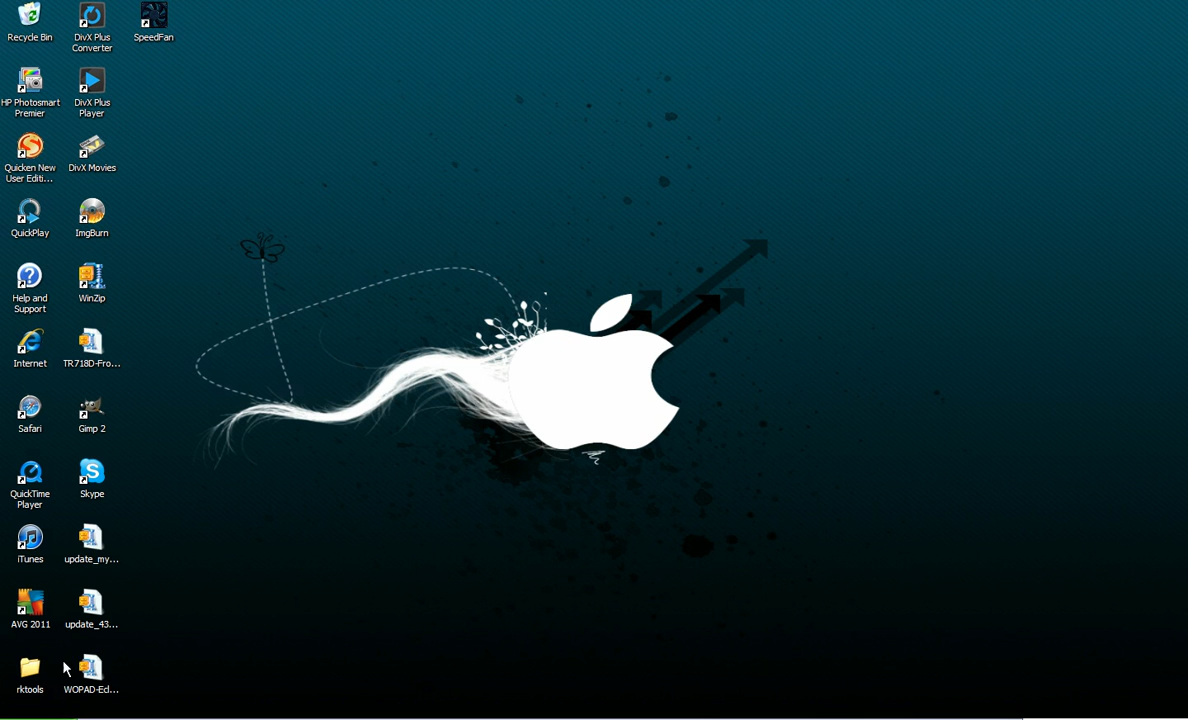 Recycle Bin
DivX Plus
Converter
SpeedFan
HP Photosmart
Premier
DivX Plus
Player
Quicken New
User Editi...
DivX Movies
QuickPlay
ImgBurn
Help and
Support
WinZip
Internet
TR718D-Fro...
Safari
Gimp 2
QuickTime
Player
Skype
iTunes
update_my...
AVG 2011
update_43...
rktools
WOPAD-Ecl...